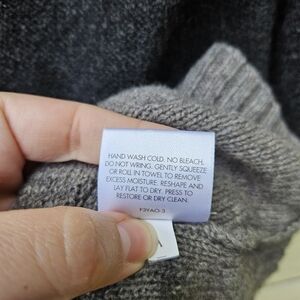 HAND WASH COLD. NO BLEACH.
DO NOT WRING. GENTLY SQUEEZE
OR ROLL IN TOWEL TO REMOVE
EXCESS MOISTURE. RESHAPE AND
LAY FLAT TO DRY. PRESS TO
RESTORE OR DRY CLEAN.
F3YAO-3